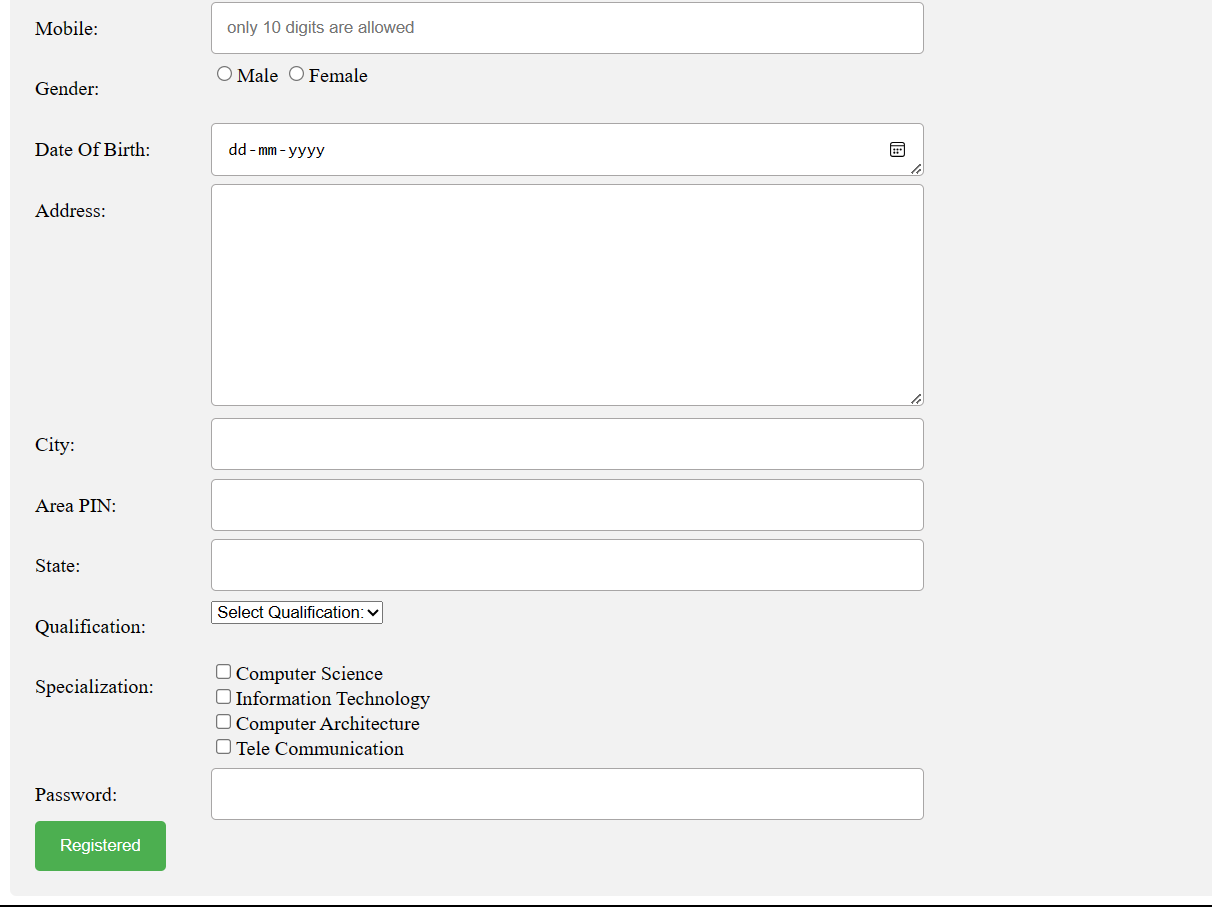 Mobile: only 10 digits are allowed
Gender: Male Female
Date Of Birth: dd-mm-yyyy
Address:
City:
Area PIN:
State:
Qualification: Select Qualification:
Specialization: Computer Science
Information Technology
Computer Architecture
Tele Communication
Password:
Registered